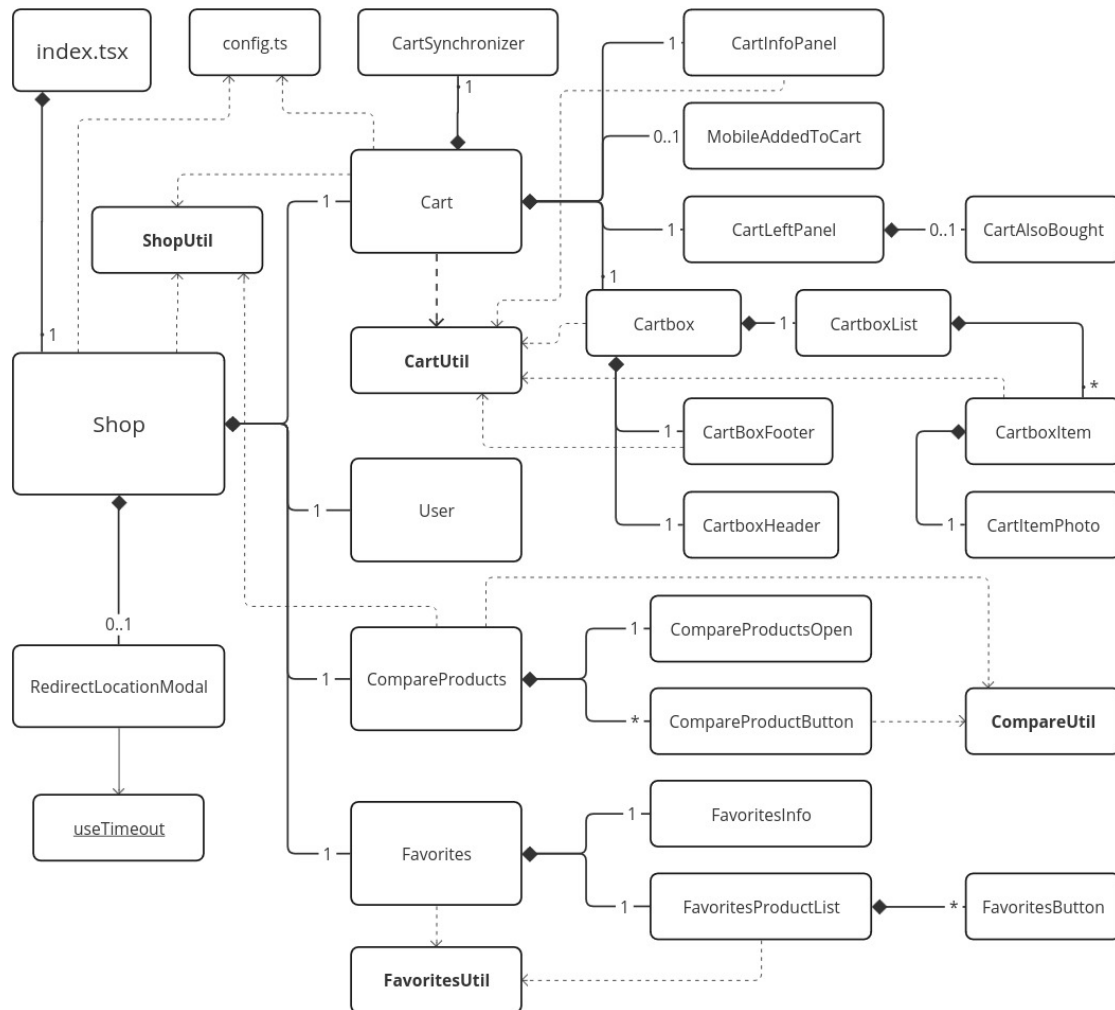 index.tsx
config.ts
CartSynchronizer
CartInfoPanel
1
1
MobileAddedToCart
0..1
Cart
1
CartLeftPanel
1
CartAlsoBought
0..1
ShopUtil
1
Cartbox
CartboxList
1
1
CartUtil
*
Shop
CartBoxFooter
1
CartboxItem
User
1
CartboxHeader
1
CartItemPhoto
1
0..1
CompareProductsOpen
1
RedirectLocationModal
CompareProducts
1
CompareProductButton
*
CompareUtil
useTimeout
FavoritesInfo
1
Favorites
1
FavoritesProductList
1
FavoritesButton
*
FavoritesUtil